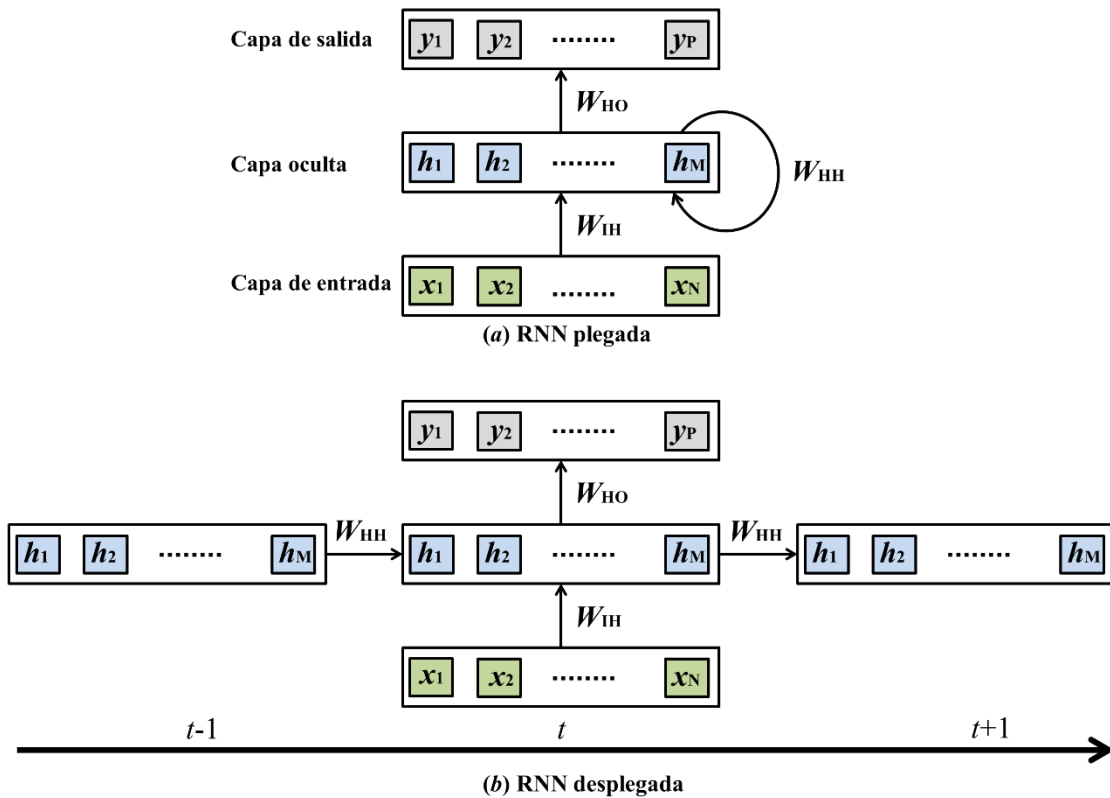 Capa de salida y1 y2 ........ yP
WHO
Capa oculta h1 h2 ........ hM WHH
WIH
Capa de entrada x1 x2 ........ xN
(a) RNN plegada
y1 y2 ........ yP
WHO
WHH WHH
h1 h2 ........ hM h1 h2 ........ hM h1 h2 ........ hM
WIH
x1 x2 ........ xN
t-1 t t+1
(b) RNN desplegada